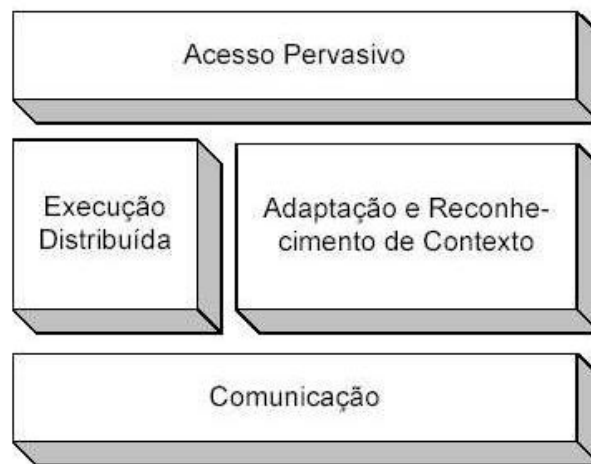 Acesso Pervasivo
Execução
Distribuída
Adaptação e Reconhe-
cimento de Contexto
Comunicação